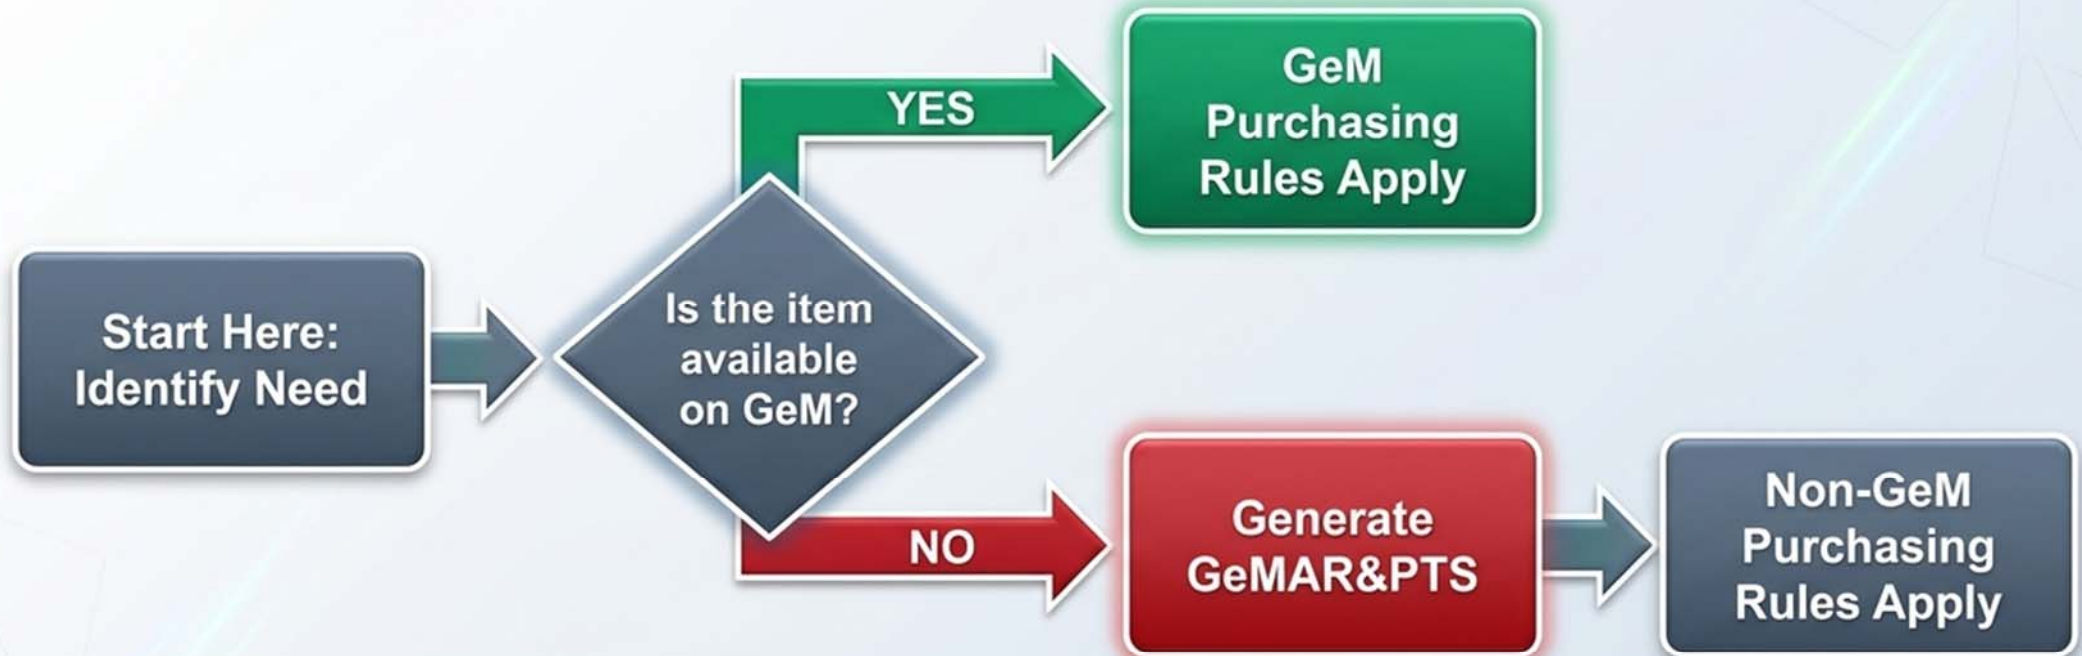 Start Here:
Identify Need
Is the item
available
on GeM?
YES
GeM
Purchasing
Rules Apply
NO
Generate
GeMAR&PTS
Non-GeM
Purchasing
Rules Apply